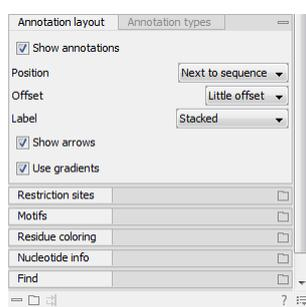 Annotation layout Annotation types
Show annotations
Position Next to sequence
Offset Little offset
Label Stacked
Show arrows
Use gradients
Restriction sites
Motifs
Residue coloring
Nucleotide info
Find
?